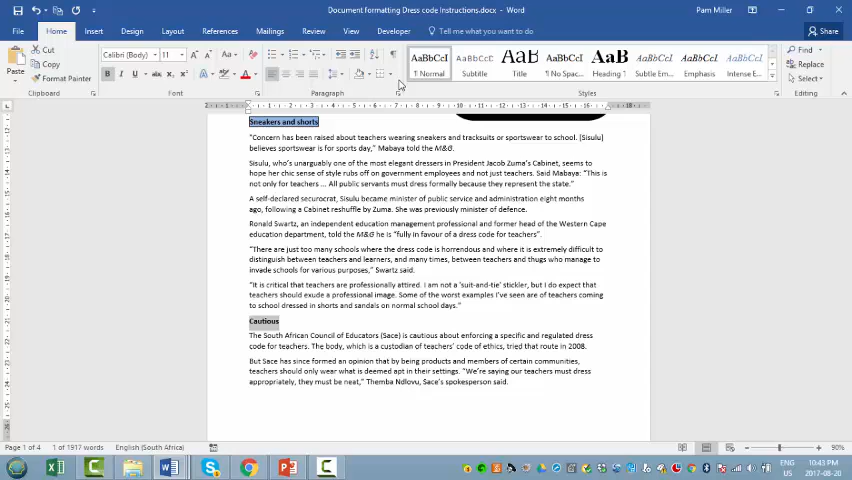 Document formatting Dress code Instructions.docx - Word
Pam Miller
File Home Insert Draw Design Layout References Mailings Review View Developer Tell me what you want to do Share
Paste
Cut
Copy
Format Painter
Calibri (Body) 11
AaBbCcI AaBbCcI AaB AaBbCcI AaBb AaBbCcI AaBbCcI AaBbCcI
¶ Normal Subtitle Title ¶ No Spac... Heading 1 Subtle Em... Emphasis Intense E...
Find
Replace
Select
Clipboard Font Paragraph Styles Editing
Sneakers and shorts
"Concern has been raised about teachers wearing sneakers and tracksuits or sportswear to school. [Sisulu]
believes sportswear is for sports day," Mabaya told the M&G.
Sisulu, who's unarguably one of the most elegant dressers in President Jacob Zuma's Cabinet, seems to
hope her chic sense of style rubs off on government employees and not just teachers. Said Mabaya: "This is
not only for teachers ... All public servants must dress formally because they represent the state."
A self-declared securocrat, Sisulu became minister of public service and administration eight months
ago, following a Cabinet reshuffle by Zuma. She was previously minister of defence.
Ronald Swartz, an independent education management professional and former head of the Western Cape
education department, told the M&G he is "fully in favour of a dress code for teachers".
"There are just too many schools where the dress code is horrendous and where it is extremely difficult to
distinguish between teachers and learners, and many times, between teachers and thugs who manage to
invade schools for various purposes," Swartz said.
"It is critical that teachers are professionally attired. I am not a 'suit-and-tie' stickler, but I do expect that
teachers should exude a professional image. Some of the worst examples I've seen are of teachers coming
to school dressed in shorts and sandals on normal school days."
Cautious
The South African Council of Educators (Sace) is cautious about enforcing a specific and regulated dress
code for teachers. The body, which is a custodian of teachers' code of ethics, tried that route in 2008.
But Sace has since formed an opinion that by being products and members of certain communities,
teachers should only wear what is deemed apt in their settings. "We're saying our teachers must dress
appropriately, they must be neat," Themba Ndlovu, Sace's spokesperson said.
Page 1 of 4 1 of 1917 words English (South Africa) 90%
ENG
US
10:43 PM
2017-08-20